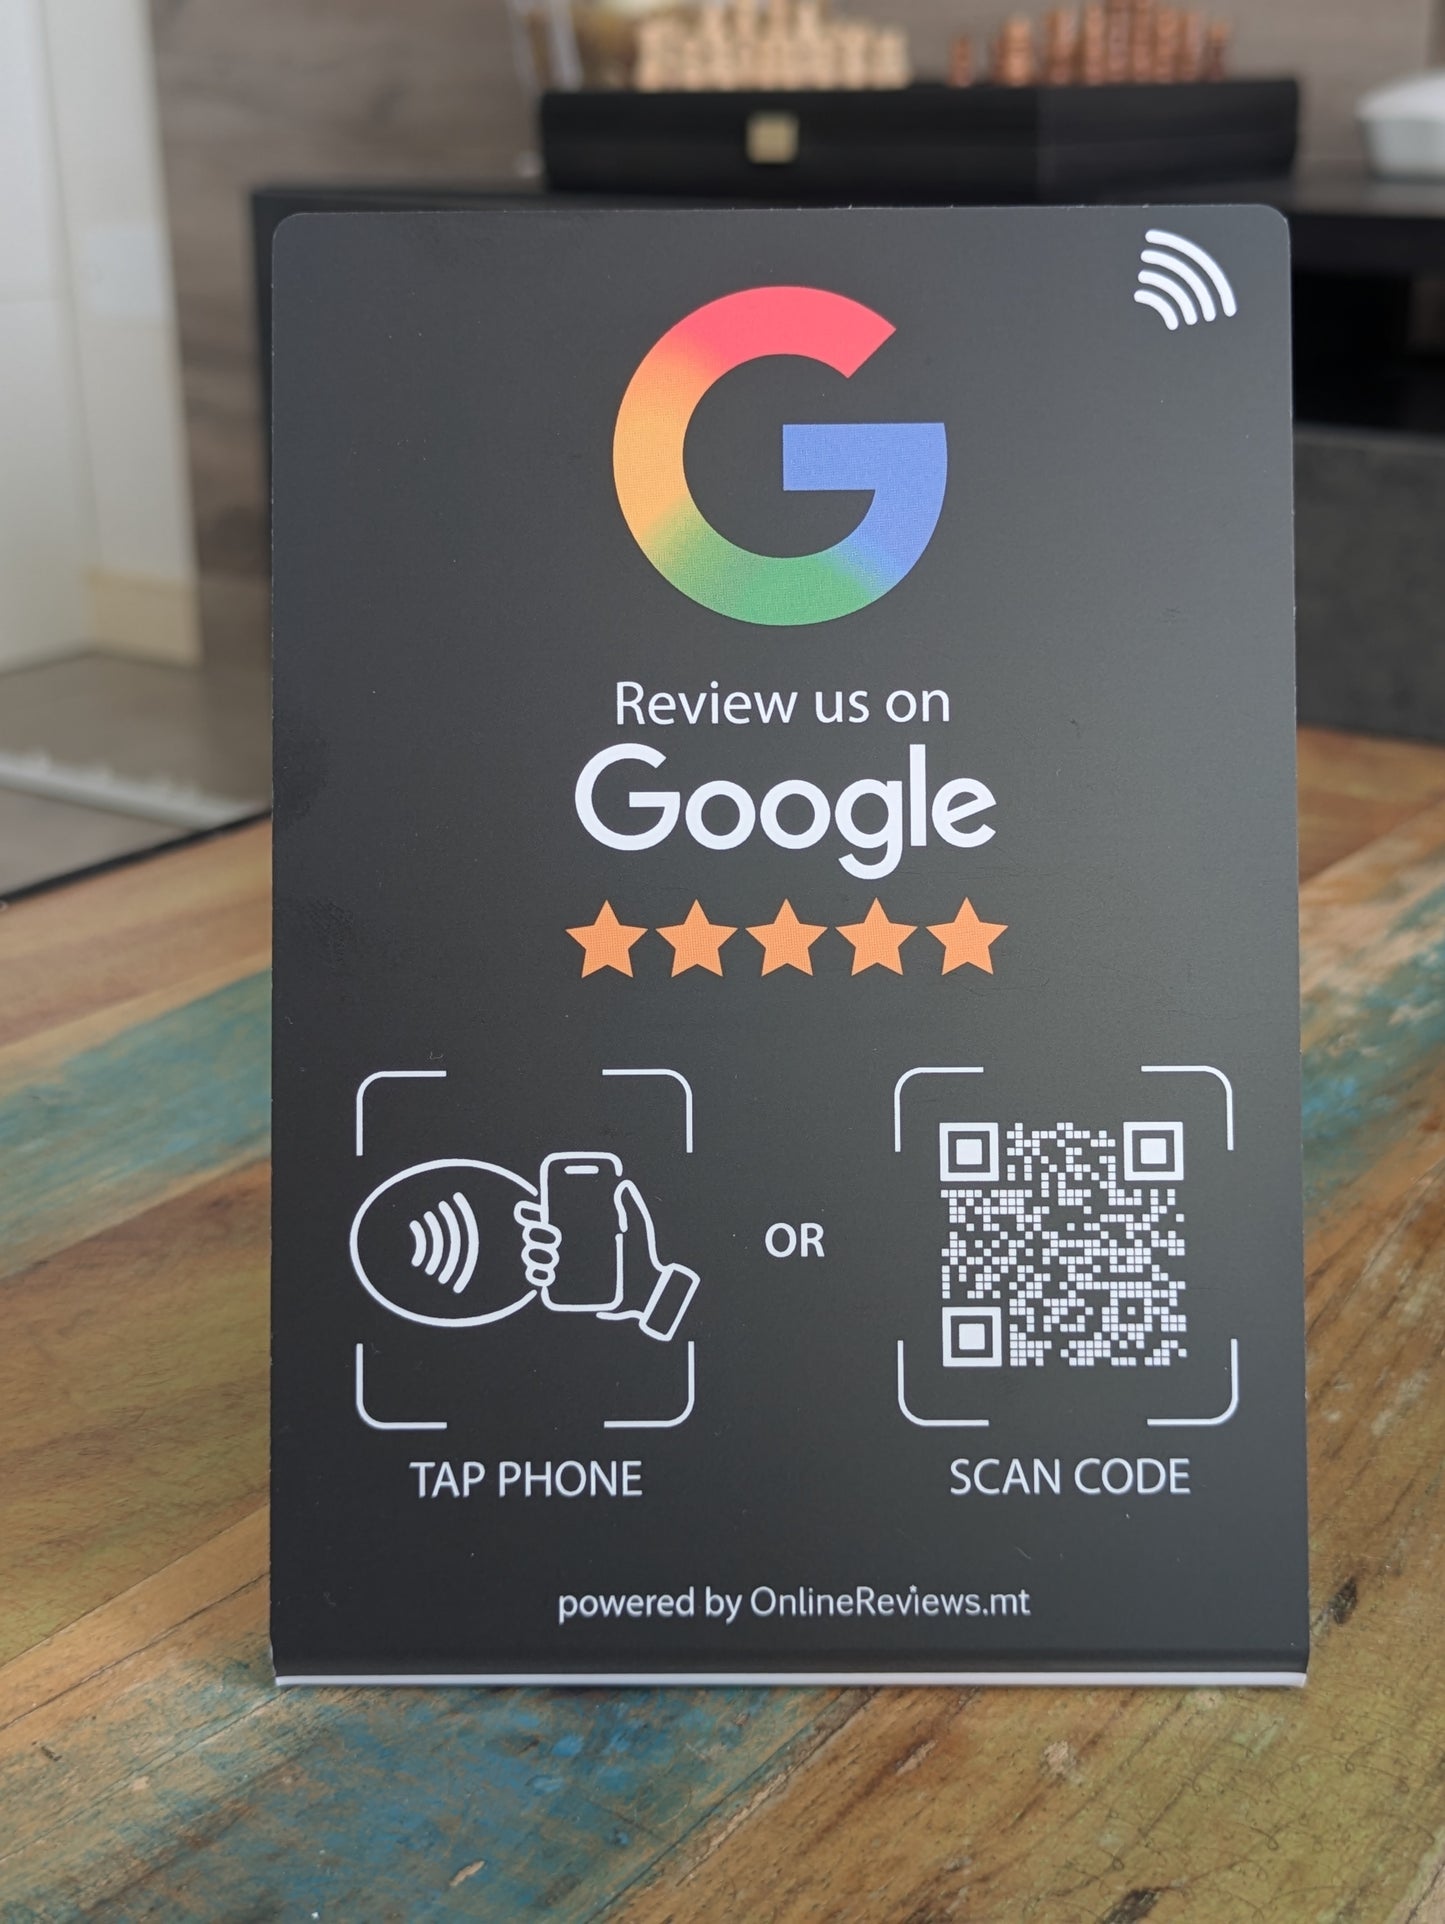 Review us on
Google
OR
TAP PHONE
SCAN CODE
powered by OnlineReviews.mt